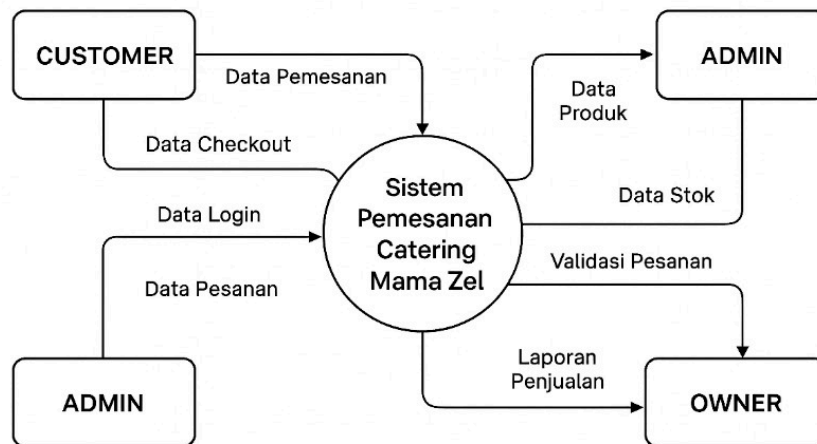 CUSTOMER
Data Pemesanan
ADMIN
Data
Produk
Data Checkout
Sistem
Pemesanan
Catering
Mama Zel
Data Stok
Data Login
Data Pesanan
Validasi Pesanan
Laporan
Penjualan
ADMIN
OWNER